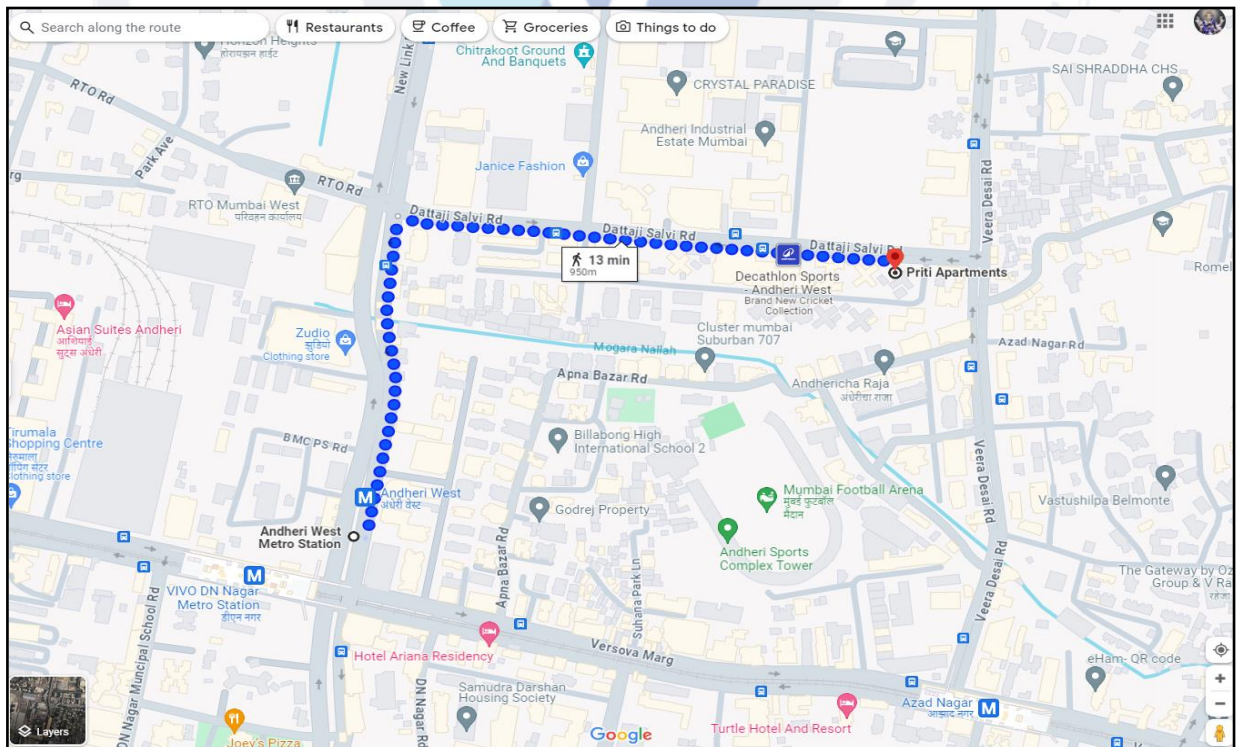 Search along the route
Restaurants
Coffee
Groceries
Things to do
Horizon Heights
होरायझन हाईट
New Link
Chitrakoot Ground
And Banquets
CRYSTAL PARADISE
SAI SHRADDHA CHS
RTO Rd
Park Ave
Andheri Industrial
Estate Mumbai
Janice Fashion
Veera Desai Rd
RTO Rd
RTO Mumbai West
परिवहन कार्यालय
Dattaji Salvi Rd
Dattaji Salvi Rd
Dattaji Salvi Rd
13 min
950m
Priti Apartments
Romel
Decathlon Sports
- Andheri West
Brand New Cricket
Collection
Asian Suites Andheri
आशियाई
सुट्स अंधेरी
Zudio
झुडियो
Clothing store
Cluster mumbai
Suburban 707
Mogara Nallah
Azad Nagar Rd
Apna Bazar Rd
Andhericha Raja
अंधेरीचा राजा
BMC PS Rd
Billabong High
International School 2
Tirumala
Shopping Centre
clothing store
Veera Desai Rd
M
Andheri West
अंधेरी वेस्ट
Andheri West
Metro Station
Godrej Property
Mumbai Football Arena
मुंबई फुटबॉल
मैदान
Vastushilpa Belmonte
Andheri Sports
Complex Tower
Apna Bazar Rd
Suhana Park Ln
Veera Desai Rd
The Gateway by Oz
Group & V Ra
M
VIVO DN Nagar
Metro Station
डीएन नगर
DN Nagar Muncipal School Rd
Versova Marg
Hotel Ariana Residency
eHam- QR code
DN Nagar Rd
Samudra Darshan
Housing Society
Azad Nagar
आझाद नगर
M
Turtle Hotel And Resort
Layers
Joey's Pizza
Google